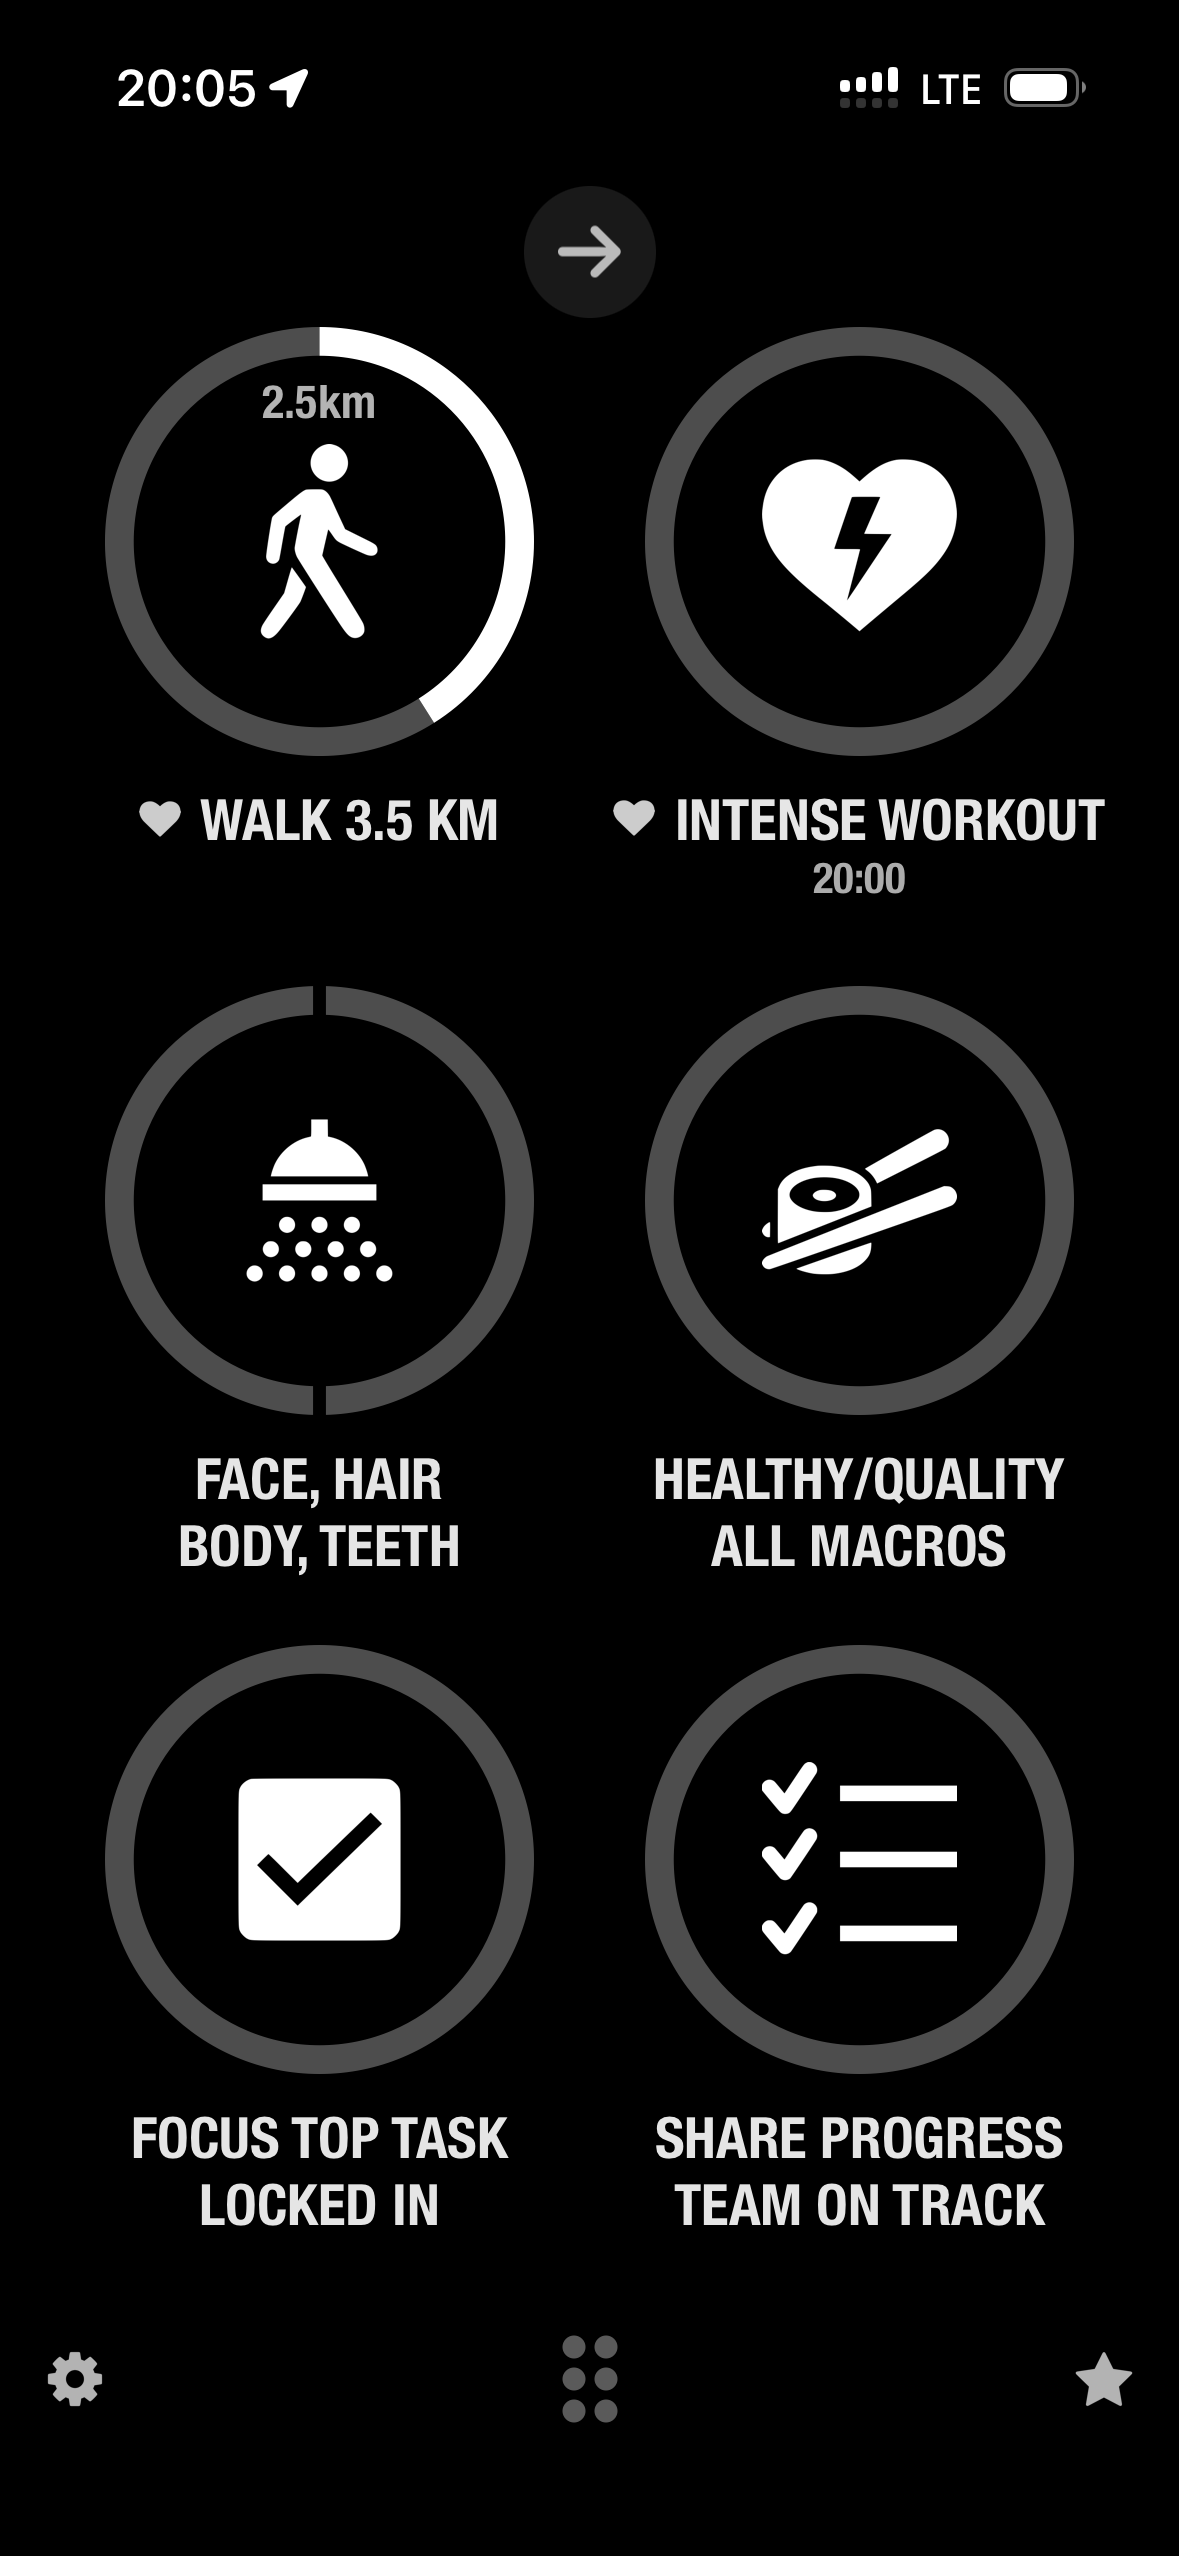 20:05
LTE
2.5km
WALK 3.5 KM
INTENSE WORKOUT
20:00
FACE, HAIR
BODY, TEETH
HEALTHY/QUALITY
ALL MACROS
FOCUS TOP TASK
LOCKED IN
SHARE PROGRESS
TEAM ON TRACK